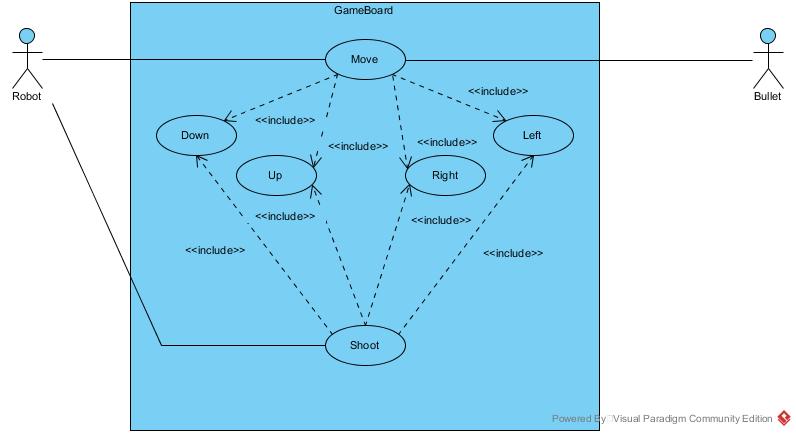 GameBoard
Robot
Move
Bullet
<<include>>
Down
<<include>>
Left
<<include>>
<<include>>
Up
Right
<<include>>
<<include>>
<<include>>
<<include>>
Shoot
Powered By Visual Paradigm Community Edition